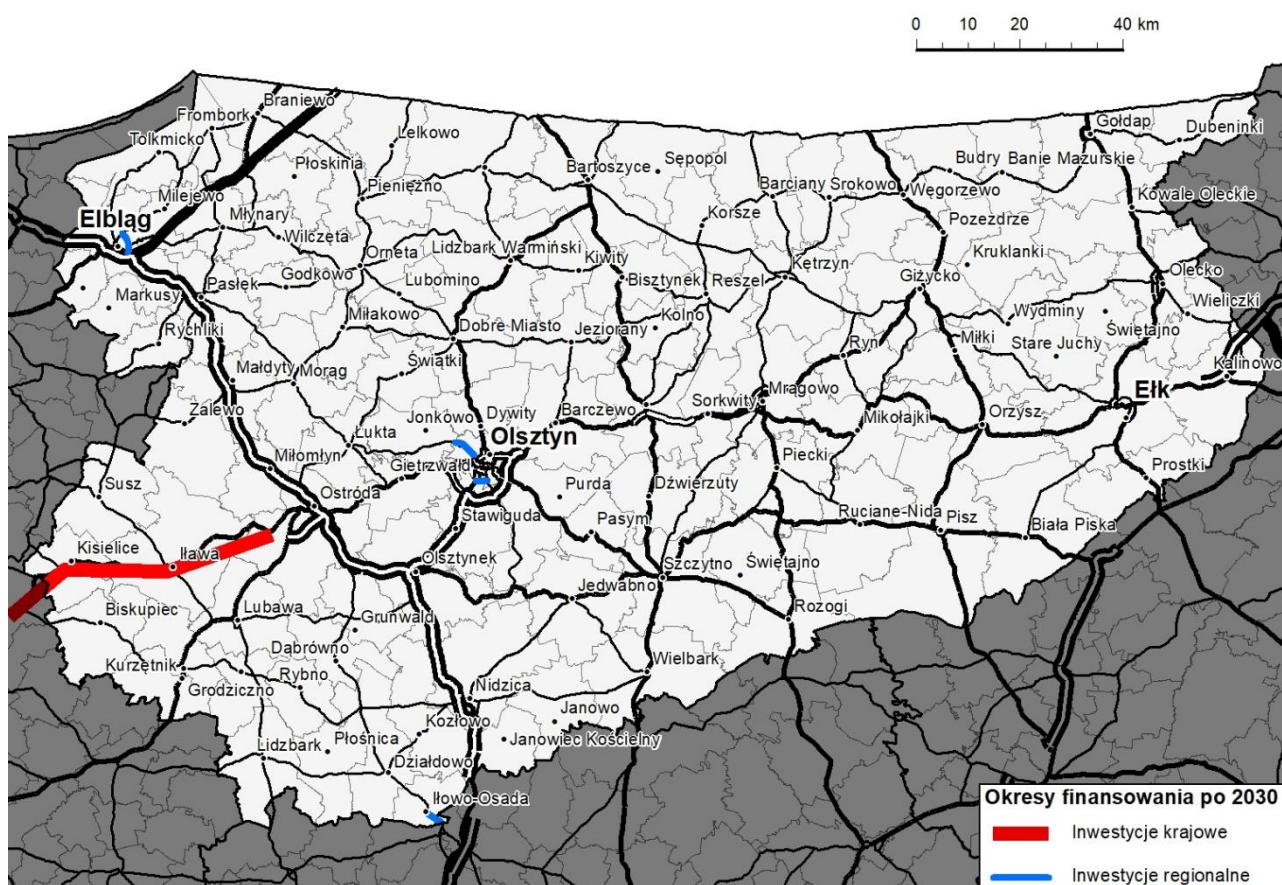 0 10 20 40 km
Braniewo
Frombork
Tolkmicko
Lelkowo
Gołdap
Dubeninki
Płoskinia
Bartoszyce
Sępopol
Budry
Banie Mazurskie
Milejewo
Pieniężno
Barciany
Srokowo
Węgorzewo
Kowale Oleckie
Elbląg
Młynary
Korsze
Pozezdrze
Wilczęta
Orneta
Lidzbark Warmiński
Kiwity
Kruklanki
Godkowo
Lubomino
Bisztynek
Reszel
Kętrzyn
Giżycko
Olecko
Markusy
Pasłęk
Miłakowo
Kolno
Wydminy
Wieliczki
Rychliki
Dobre Miasto
Jeziorany
Świętajno
Świątki
Ryn
Miłki
Stare Juchy
Kalinowo
Małdyty
Morąg
Mrągowo
Ełk
Zalewo
Jonkowo
Dywity
Barczewo
Sorkwity
Mikołajki
Orzysz
Łukta
Olsztyn
Miłomłyn
Gietrzwałd
Piecki
Prostki
Susz
Ostróda
Purda
Dźwierzuty
Stawiguda
Pasym
Ruciane-Nida
Pisz
Biała Piska
Kisielice
Iława
Olsztynek
Szczytno
Świętajno
Biskupiec
Lubawa
Grunwald
Jedwabno
Rozogi
Dąbrówno
Kurzętnik
Wielbark
Grodziczno
Rybno
Nidzica
Janowo
Kozłowo
Lidzbark
Płośnica
Janowiec Kościelny
Działdowo
Iłowo-Osada
Okresy finansowania po 2030
Inwestycje krajowe
Inwestycje regionalne